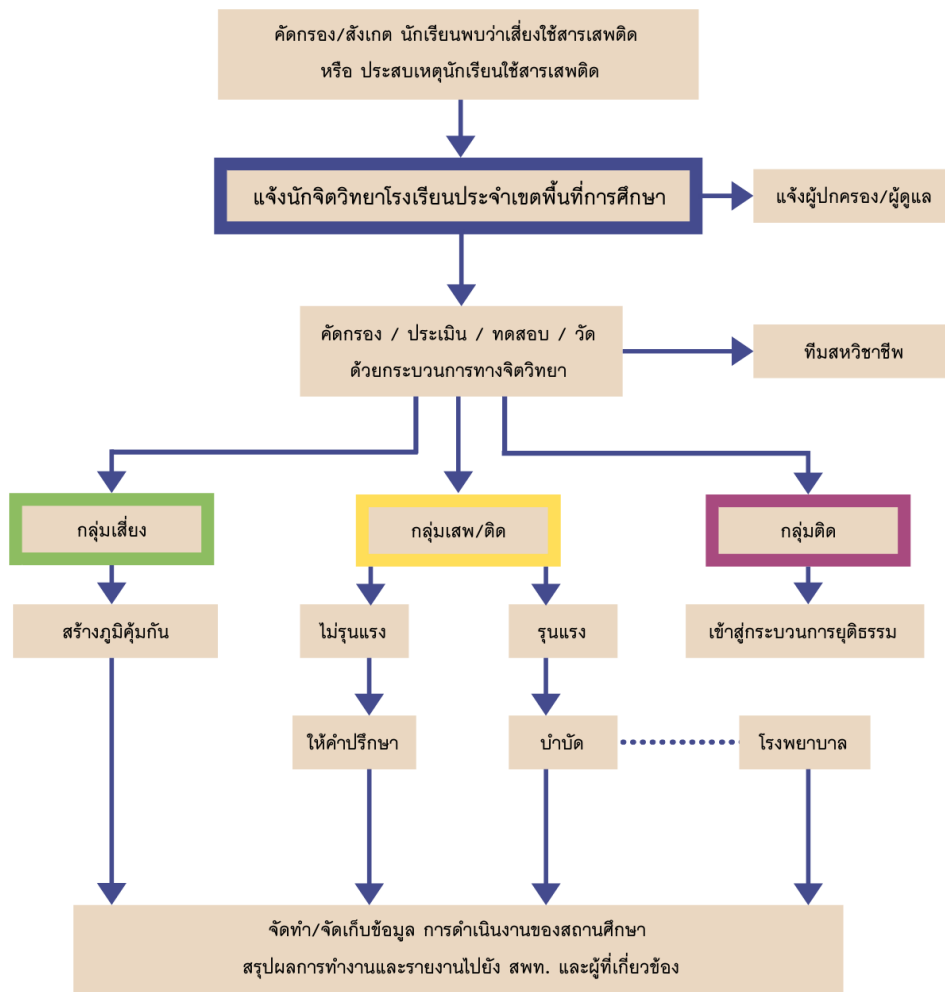 คัดกรอง/สังเกต นักเรียนพบว่าเสี่ยงใช้สารเสพติด
หรือ ประสบเหตุนักเรียนใช้สารเสพติด
แจ้งนักจิตวิทยาโรงเรียนประจำเขตพื้นที่การศึกษา
แจ้งผู้ปกครอง/ผู้ดูแล
คัดกรอง / ประเมิน / ทดสอบ / วัด
ด้วยกระบวนการทางจิตวิทยา
ทีมสหวิชาชีพ
กลุ่มเสี่ยง
กลุ่มเสพ/ติด
กลุ่มติด
สร้างภูมิคุ้มกัน
ไม่รุนแรง
รุนแรง
เข้าสู่กระบวนการยุติธรรม
ให้คำปรึกษา
บำบัด
โรงพยาบาล
จัดทำ/จัดเก็บข้อมูล การดำเนินงานของสถานศึกษา
สรุปผลการทำงานและรายงานไปยัง สพท. และผู้ที่เกี่ยวข้อง